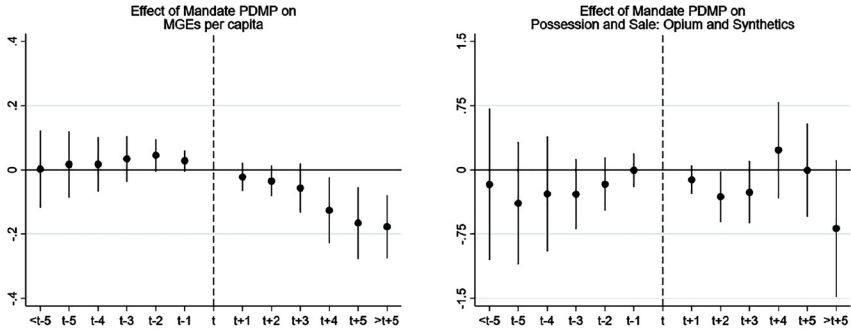 Effect of Mandate PDMP on
MGEs per capita
.4
.2
0
-.2
-.4
<t-5 t-5 t-4 t-3 t-2 t-1 t t+1 t+2 t+3 t+4 t+5 >t+5
Effect of Mandate PDMP on
Possession and Sale: Opium and Synthetics
1.5
.75
0
-.75
-1.5
<t-5 t-5 t-4 t-3 t-2 t-1 t t+1 t+2 t+3 t+4 t+5 >t+5